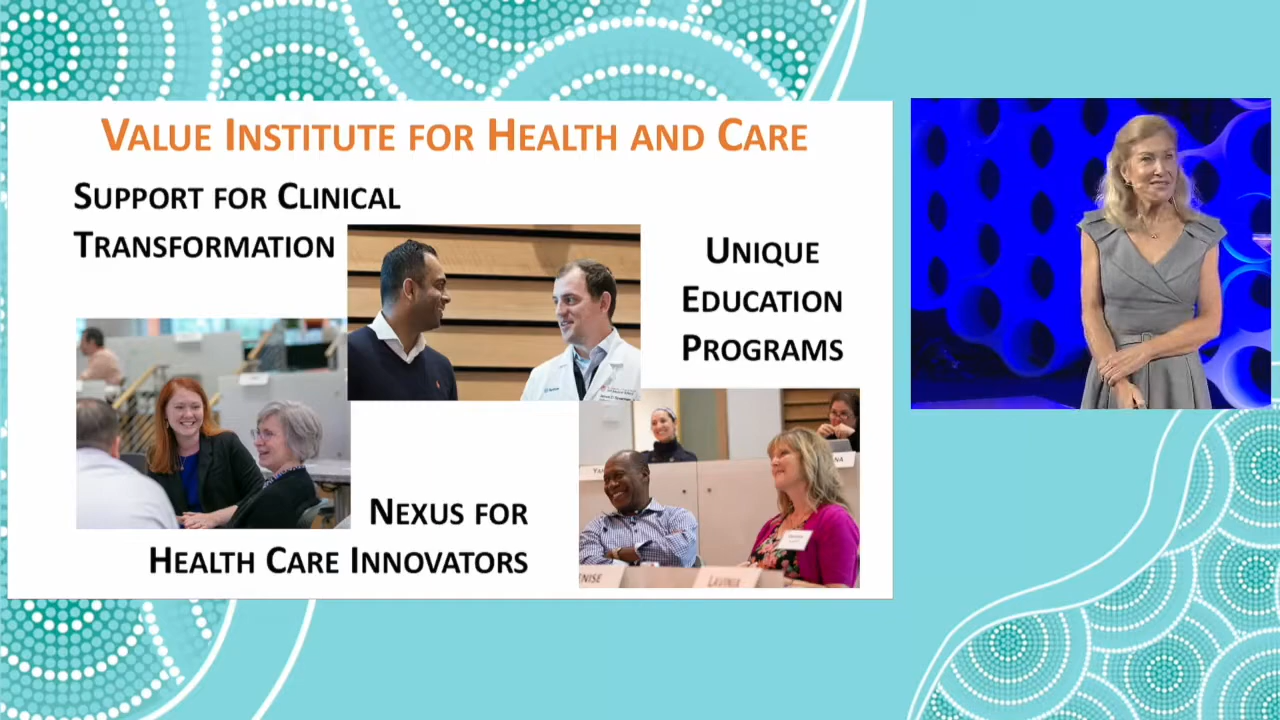 VALUE INSTITUTE FOR HEALTH AND CARE
SUPPORT FOR CLINICAL
TRANSFORMATION
UNIQUE
EDUCATION
PROGRAMS
NEXUS FOR
HEALTH CARE INNOVATORS
LAVINIA